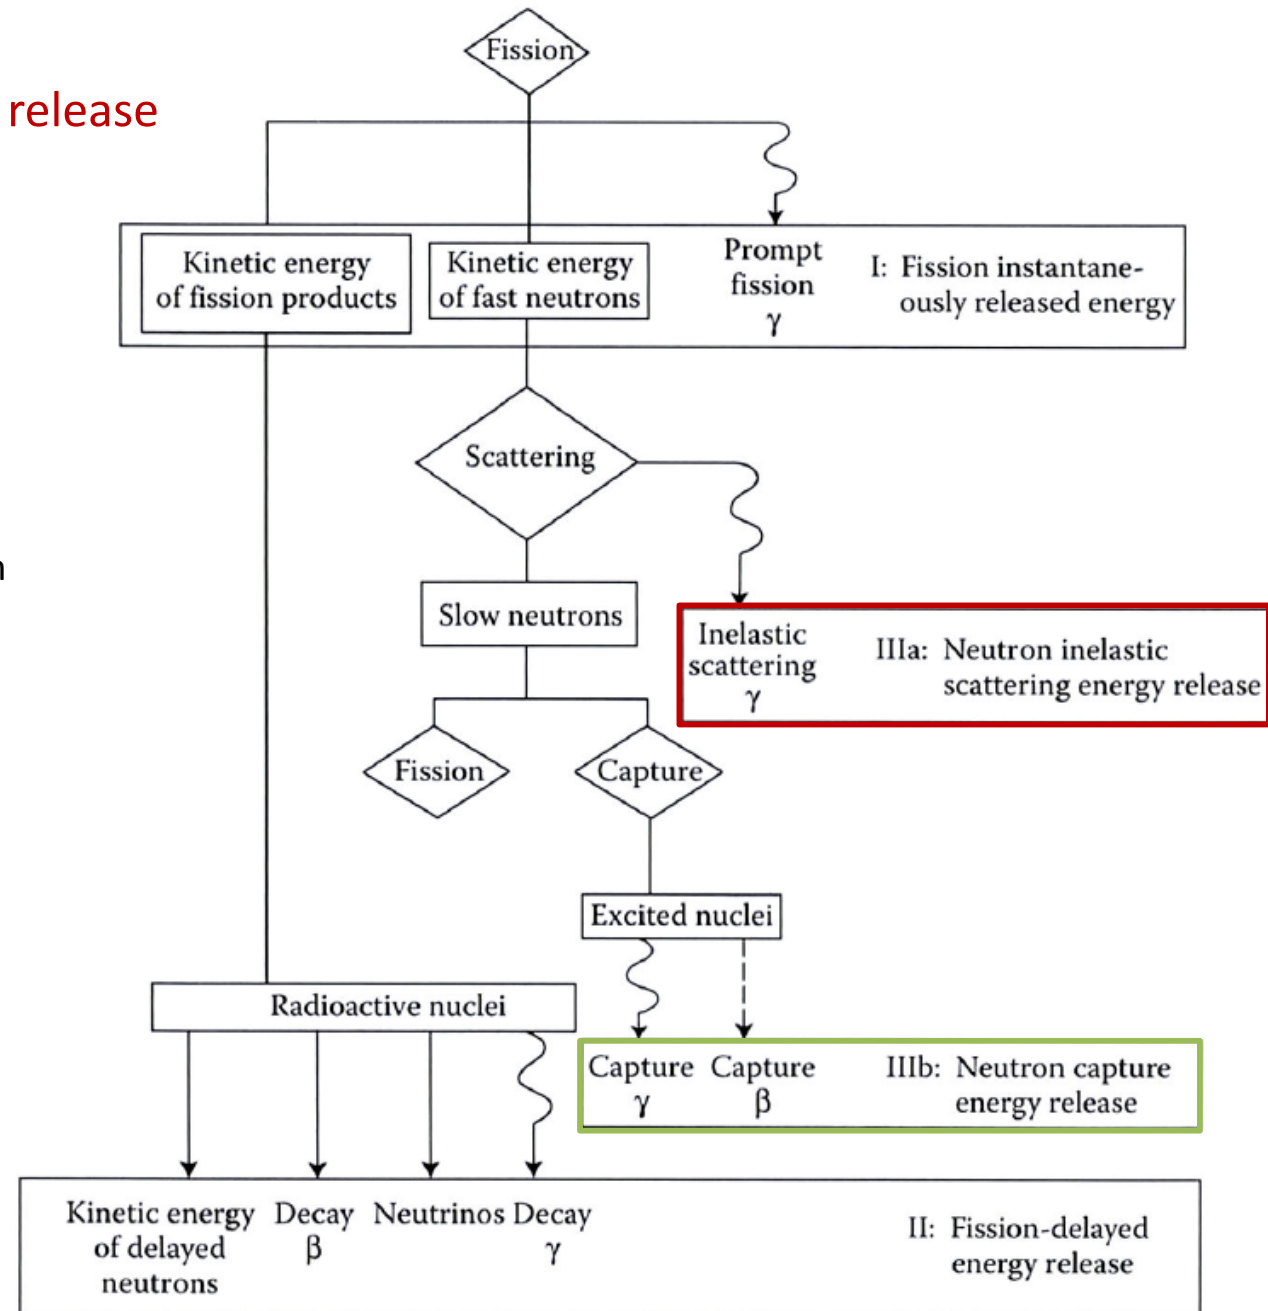 Fission
release
Kinetic energy
of fission products
Kinetic energy
of fast neutrons
Prompt
fission
γ
I: Fission instantane-
ously released energy
Scattering
n
Slow neutrons
Inelastic
scattering
γ
IIIa: Neutron inelastic
scattering energy release
Fission
Capture
Excited nuclei
Radioactive nuclei
Capture
γ
Capture
β
IIIb: Neutron capture
energy release
Kinetic energy
of delayed
neutrons
Decay
β
Neutrinos
Decay
γ
II: Fission-delayed
energy release